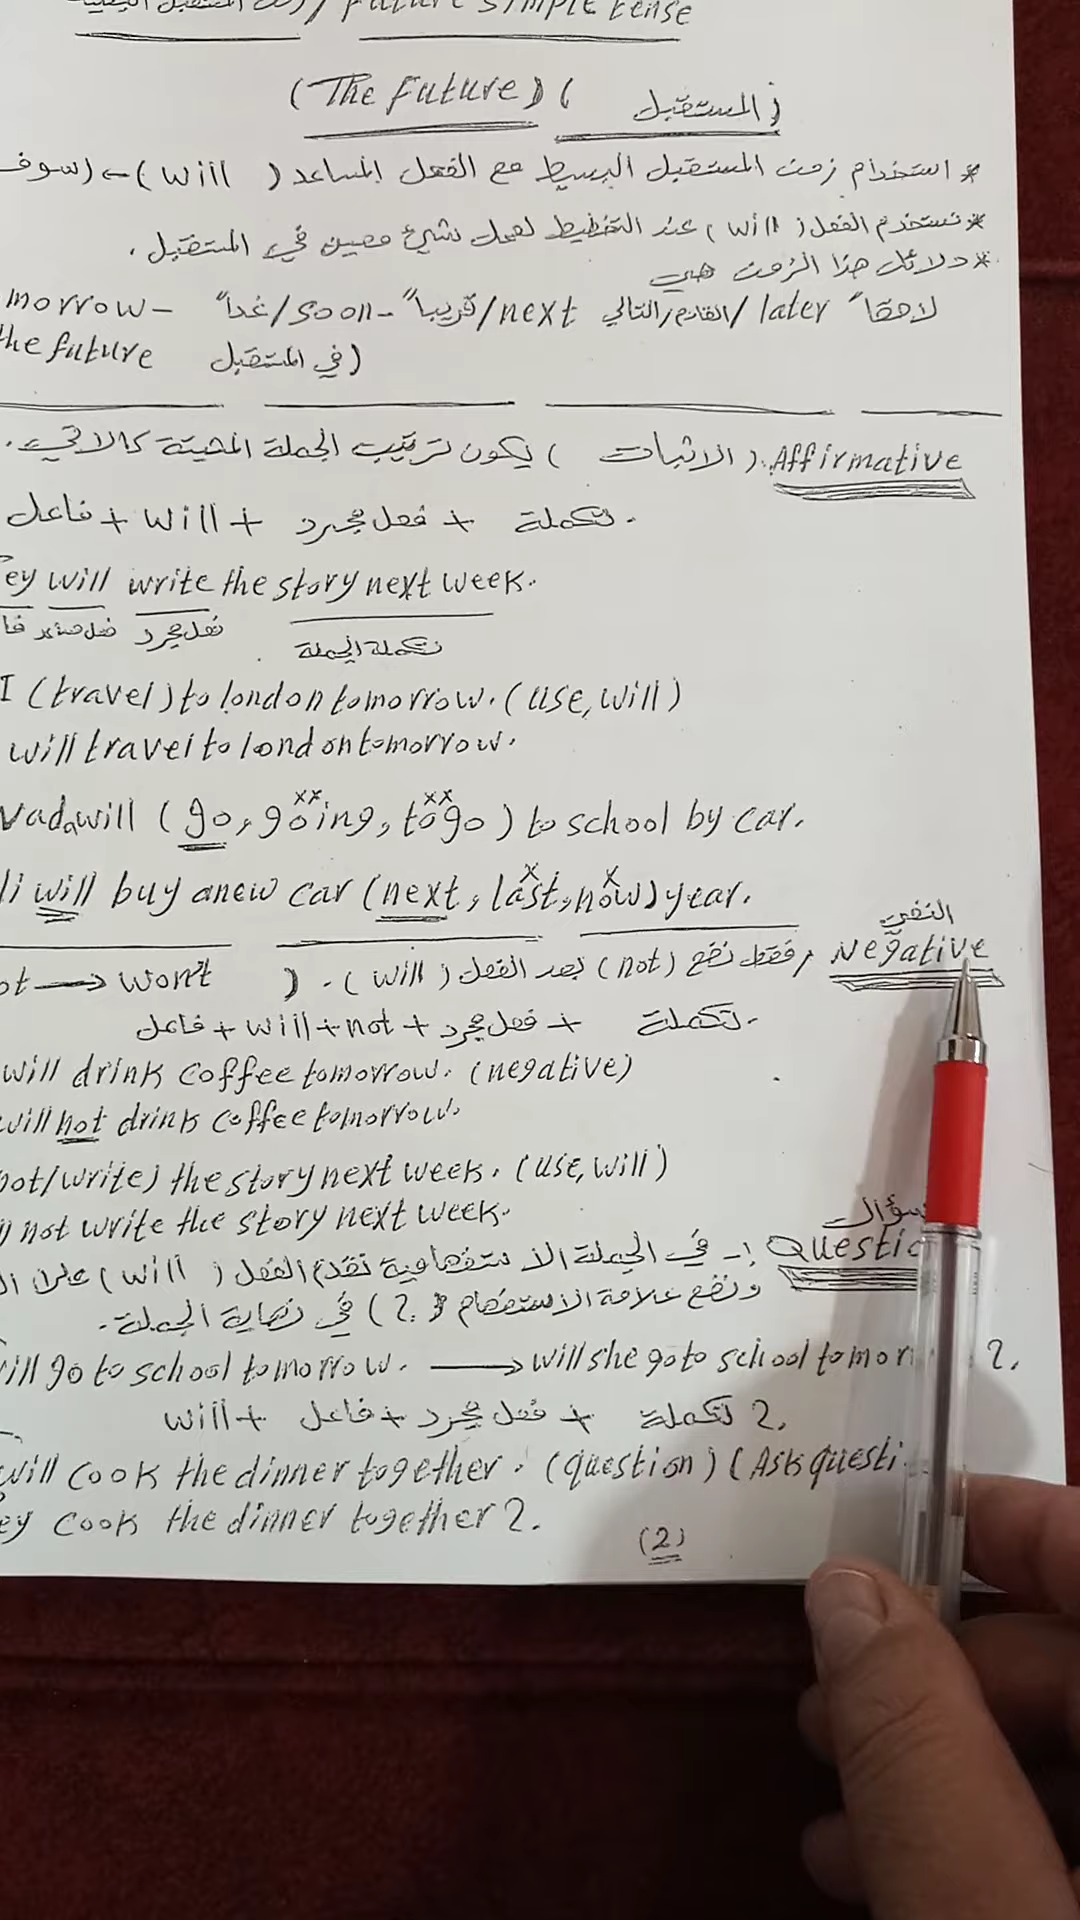 Future simple tense
(The Future) (المستقبل)
* استخدام زمن المستقبل البسيط مع الفعل المساعد (will) ← (سوف
* نستخدم الفعل (will) عند التخطيط لعمل شيء معين في المستقبل.
* دلائل هذا الزمن هي
morrow- غداً/soon-قريباً/next القادم/التالي/later لاحقاً
the future في المستقبل)
Affirmative (الاثبات) يكون ترتيب الجملة المثبتة كالاتي.
فاعل + will + فعل مجرد + تكملة.
ey will write the story next week.
فعل مجرد
تكملة الجملة
I (travel) to london tomorrow. (use, will)
will travel to london tomorrow.
will (go, going, to go) to school by car.
li will buy a new car (next, last, now) year.
النفي
Negative فقط نضع (not) بعد الفعل (will). (
ot → won't
فاعل + will + not + فعل مجرد + تكملة.
will drink coffee tomorrow. (negative)
will not drink coffee tomorrow.
not/write) the story next week. (use, will)
ll not write the story next week.
سؤال
Questio :- في الجملة الاستفهامية نقدم الفعل (will) على ال
ونضع علامة الاستفهام (?) في نهاية الجملة.
will go to school tomorrow. → will she go to school tomor ?.
will + فاعل + فعل مجرد + تكملة ?.
will cook the dinner together. (question) (Ask questi
ey cook the dinner together ?.
(2)